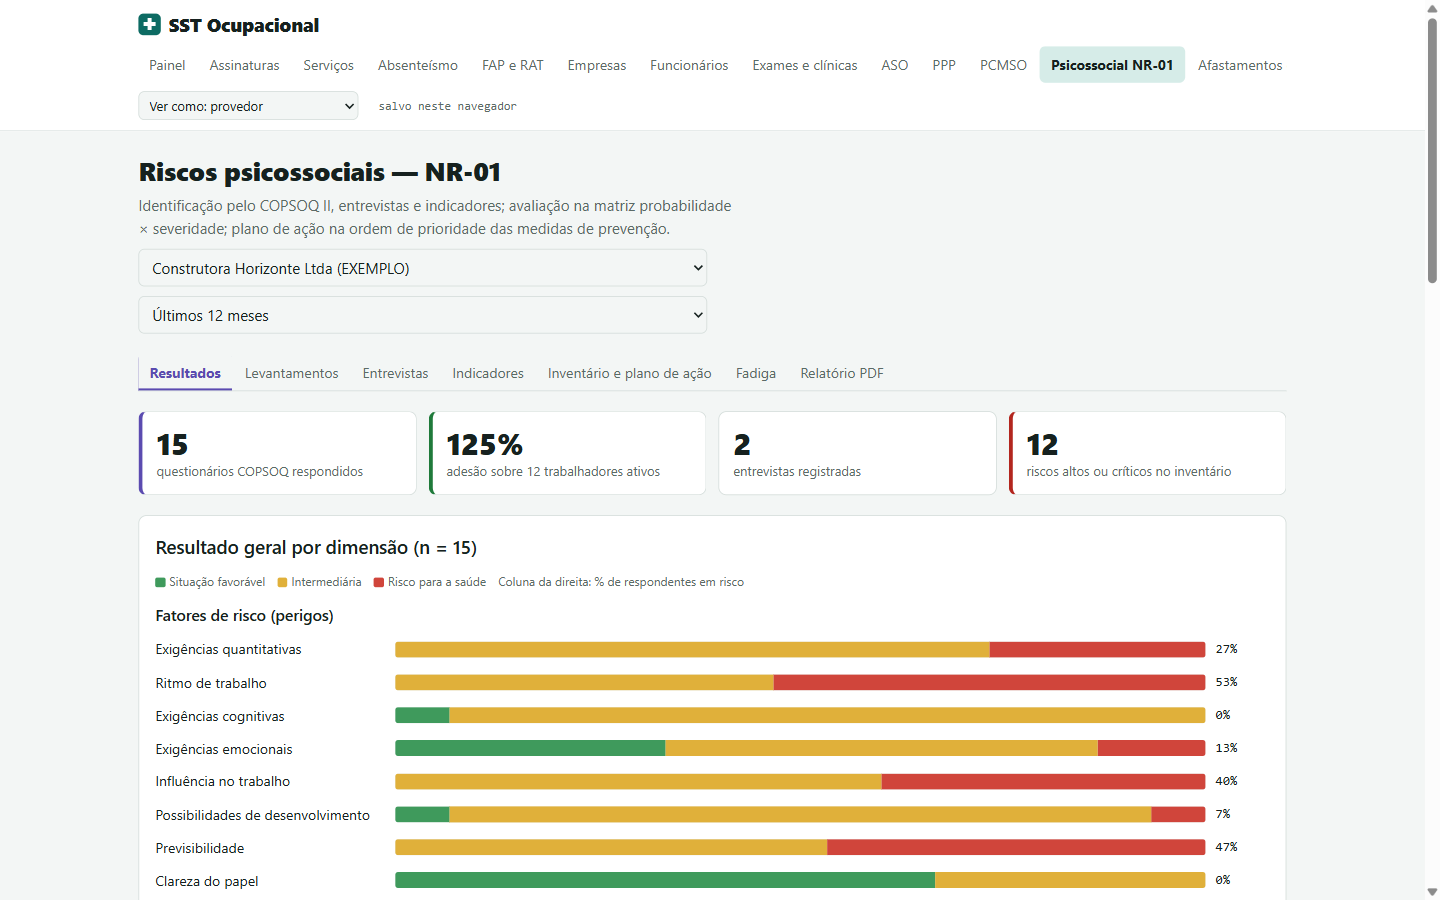 SST Ocupacional
Painel Assinaturas Serviços Absenteísmo FAP e RAT Empresas Funcionários Exames e clínicas ASO PPP PCMSO Psicossocial NR-01 Afastamentos
Ver como: provedor salvo neste navegador
Riscos psicossociais — NR-01
Identificação pelo COPSOQ II, entrevistas e indicadores; avaliação na matriz probabilidade
× severidade; plano de ação na ordem de prioridade das medidas de prevenção.
Construtora Horizonte Ltda (EXEMPLO)
Últimos 12 meses
Resultados Levantamentos Entrevistas Indicadores Inventário e plano de ação Fadiga Relatório PDF
15
questionários COPSOQ respondidos
125%
adesão sobre 12 trabalhadores ativos
2
entrevistas registradas
12
riscos altos ou críticos no inventário
Resultado geral por dimensão (n = 15)
Situação favorável Intermediária Risco para a saúde Coluna da direita: % de respondentes em risco
Fatores de risco (perigos)
Exigências quantitativas 27%
Ritmo de trabalho 53%
Exigências cognitivas 0%
Exigências emocionais 13%
Influência no trabalho 40%
Possibilidades de desenvolvimento 7%
Previsibilidade 47%
Clareza do papel 0%